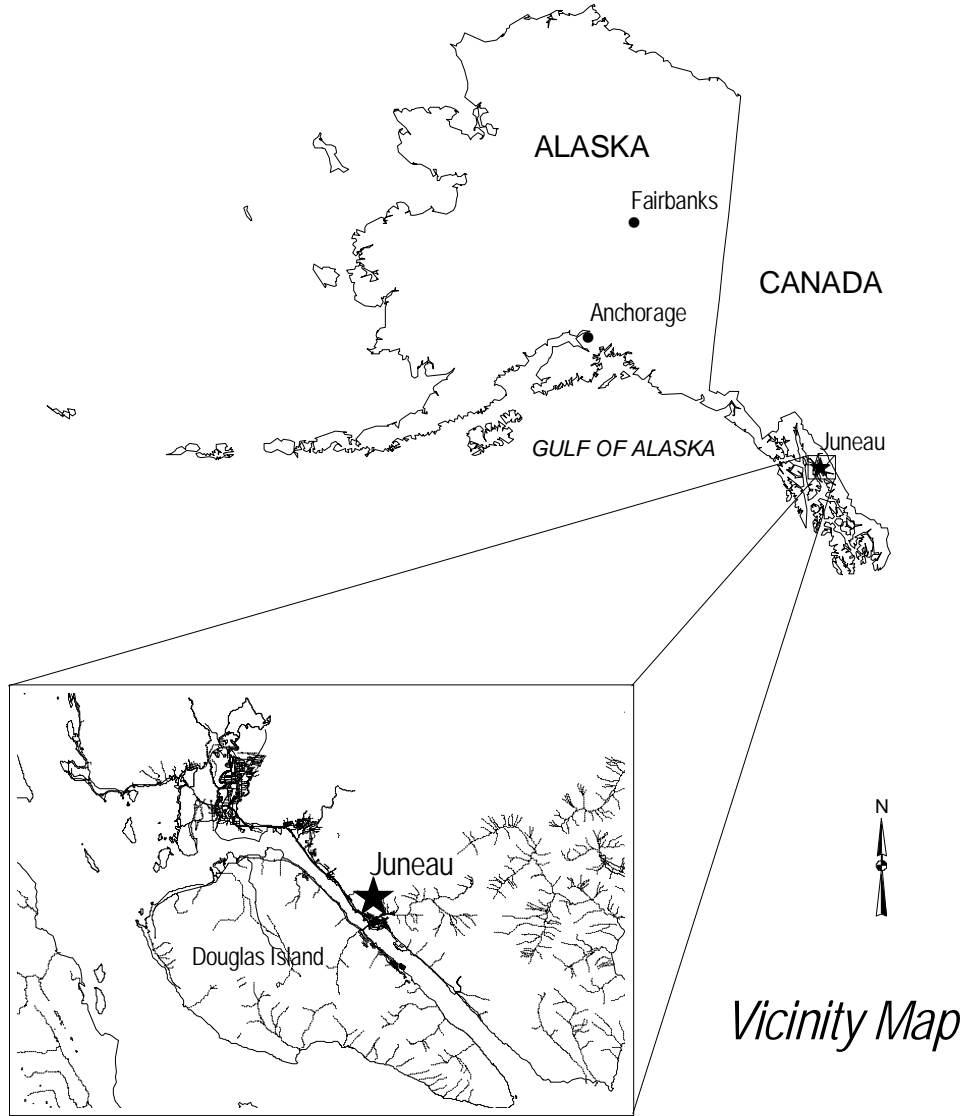 ALASKA
Fairbanks
CANADA
Anchorage
Juneau
GULF OF ALASKA
N
Juneau
Douglas Island
Vicinity Map